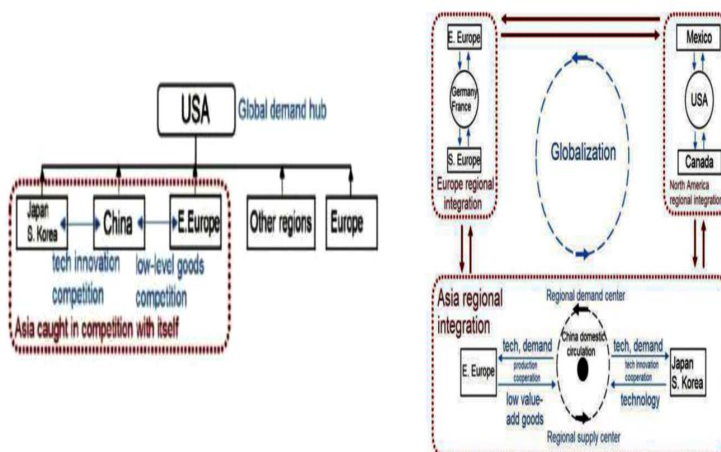 USA
Global demand hub
Japan
S. Korea
China
E.Europe
Other regions
Europe
tech innovation
competition
low-level goods
competition
Asia caught in competition with itself
E. Europe
Germany
France
S. Europe
Europe regional
integration
Globalization
Mexico
USA
Canada
North America
regional integration
Asia regional
integration
Regional demand center
China domestic
circulation
tech, demand
production
cooperation
low value-
add goods
E. Europe
tech, demand
tech innovation
cooperation
technology
Japan
S. Korea
Regional supply center